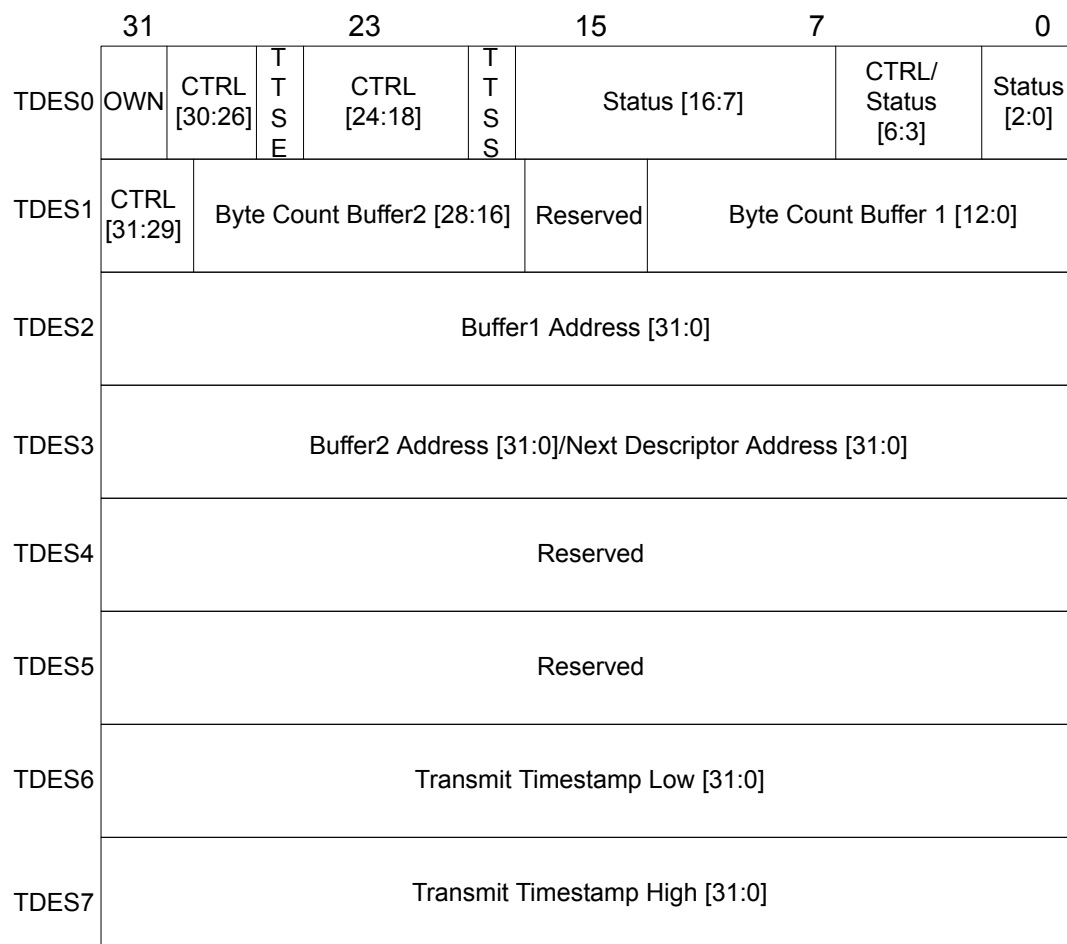 31 23 15 7 0
TDES0 OWN CTRL [30:26] TTSE CTRL [24:18] TTSS Status [16:7] CTRL/ Status [6:3] Status [2:0]
TDES1 CTRL [31:29] Byte Count Buffer2 [28:16] Reserved Byte Count Buffer 1 [12:0]
TDES2 Buffer1 Address [31:0]
TDES3 Buffer2 Address [31:0]/Next Descriptor Address [31:0]
TDES4 Reserved
TDES5 Reserved
TDES6 Transmit Timestamp Low [31:0]
TDES7 Transmit Timestamp High [31:0]